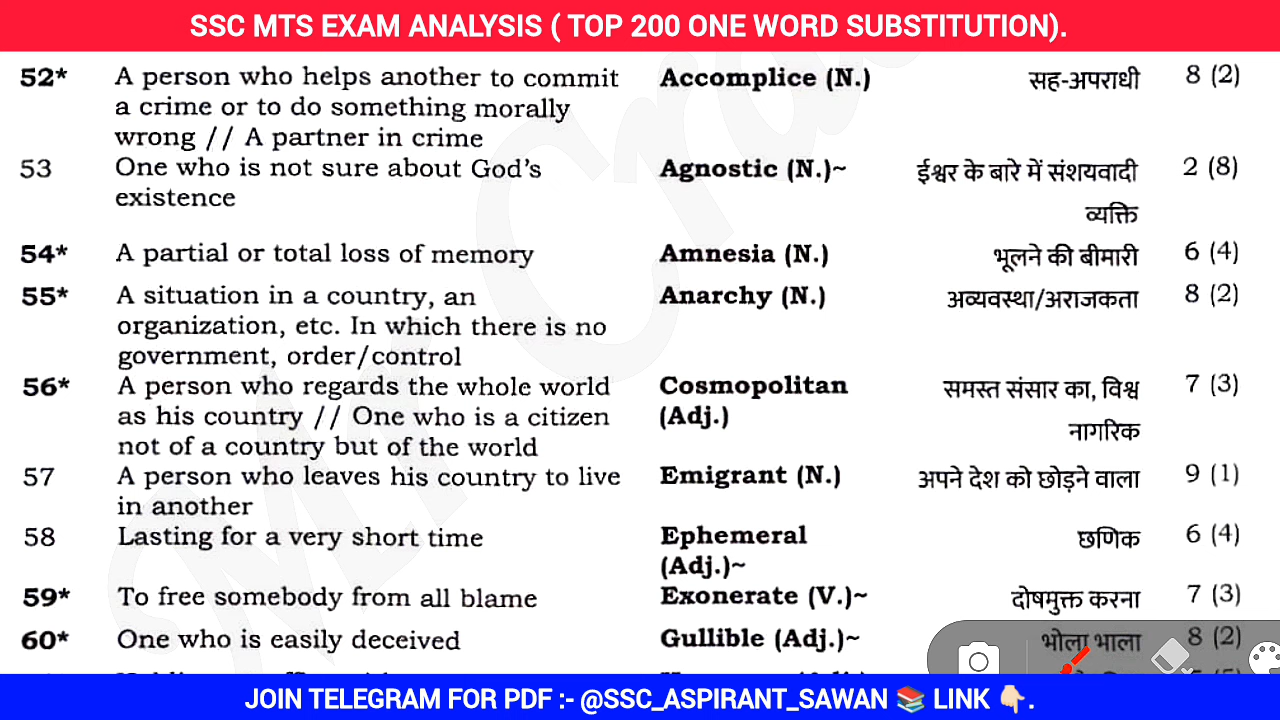 SSC MTS EXAM ANALYSIS ( TOP 200 ONE WORD SUBSTITUTION).
52* A person who helps another to commit Accomplice (N.) सह-अपराधी 8 (2)
a crime or to do something morally
wrong // A partner in crime
53 One who is not sure about God's Agnostic (N.)~ ईश्वर के बारे में संशयवादी 2 (8)
existence व्यक्ति
54* A partial or total loss of memory Amnesia (N.) भूलने की बीमारी 6 (4)
55* A situation in a country, an Anarchy (N.) अव्यवस्था/अराजकता 8 (2)
organization, etc. In which there is no
government, order/control
56* A person who regards the whole world Cosmopolitan समस्त संसार का, विश्व 7 (3)
as his country // One who is a citizen (Adj.) नागरिक
not of a country but of the world
57 A person who leaves his country to live Emigrant (N.) अपने देश को छोड़ने वाला 9 (1)
in another
58 Lasting for a very short time Ephemeral छणिक 6 (4)
(Adj.)~
59* To free somebody from all blame Exonerate (V.)~ दोषमुक्त करना 7 (3)
60* One who is easily deceived Gullible (Adj.)~ भोला भाला 8 (2)
JOIN TELEGRAM FOR PDF :- @SSC_ASPIRANT_SAWAN 📚 LINK 👇🏻.